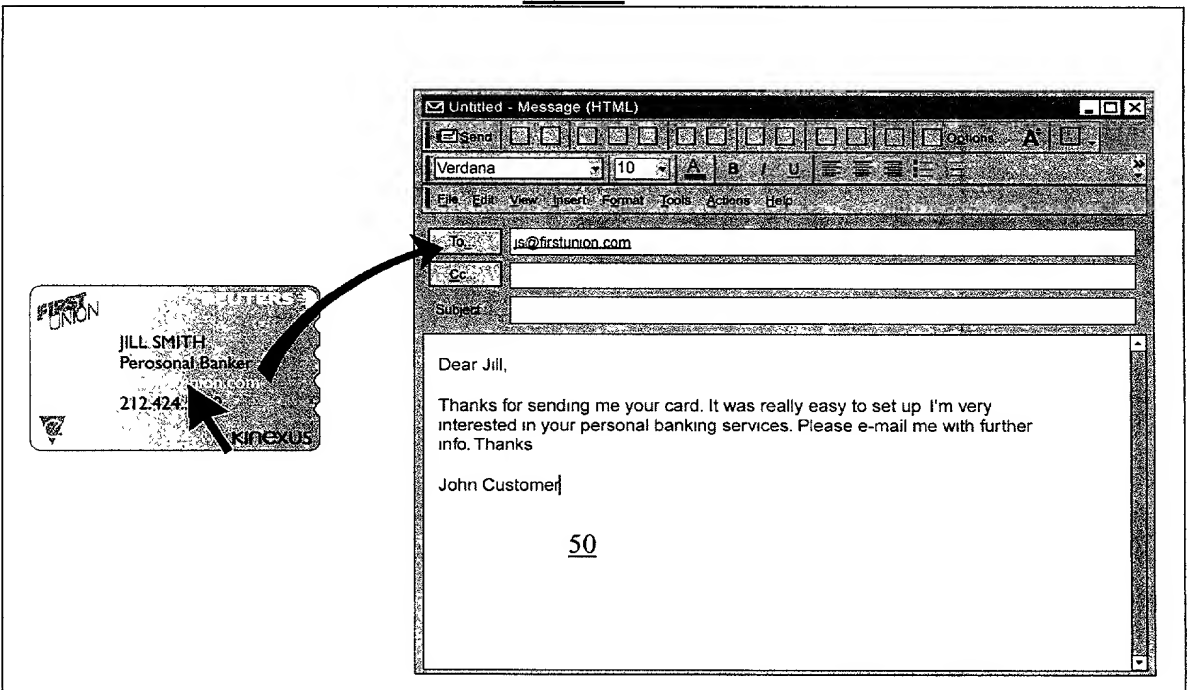 FIRST
UNION
REUTERS
JILL SMITH
Perosonal Banker
212.424
KINEXUS
Untitled - Message (HTML)
Send Options A
Verdana 10 A B I U
File Edit View Insert Format Tools Actions Help
To... js@firstunion.com
Cc...
Subject:
Dear Jill,
Thanks for sending me your card. It was really easy to set up I'm very
interested in your personal banking services. Please e-mail me with further
info. Thanks
John Customer
50